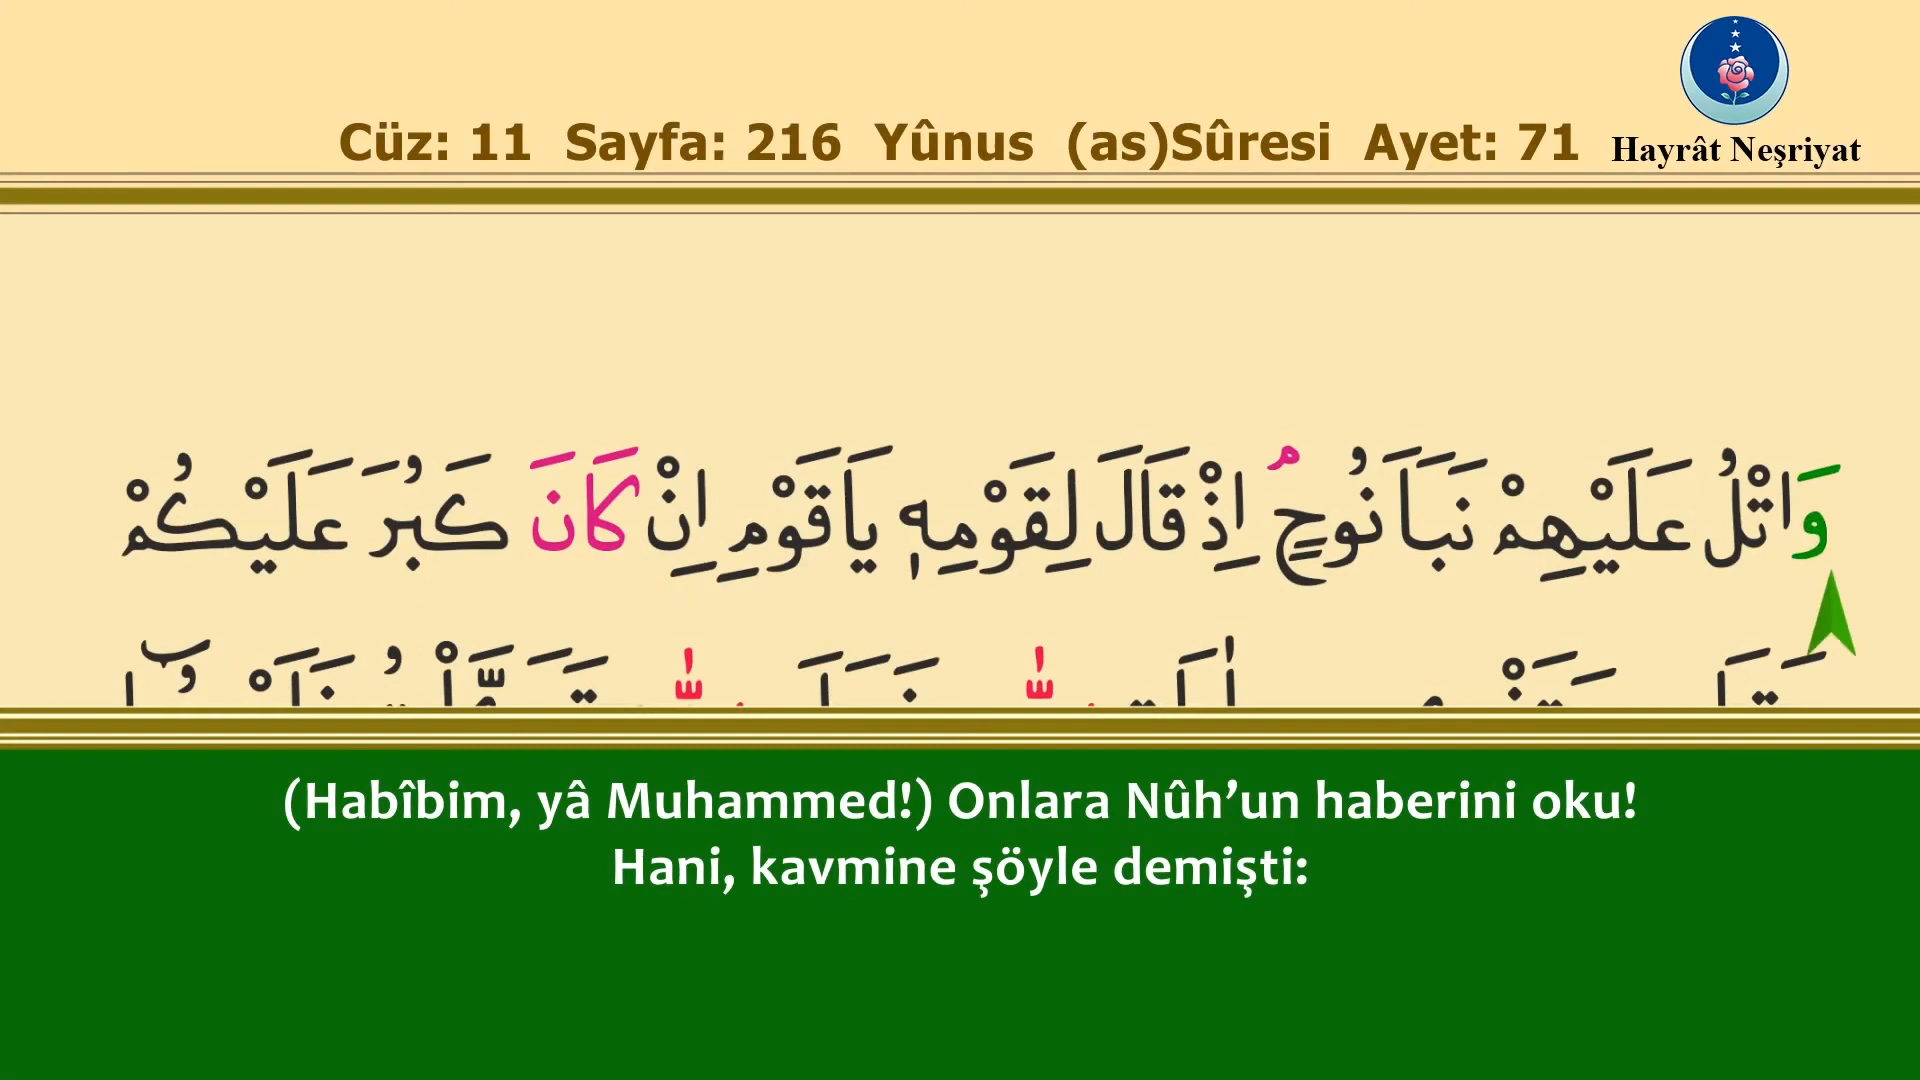 Cüz: 11 Sayfa: 216 Yûnus (as)Sûresi Ayet: 71
Hayrât Neşriyat
وَاتْلُ عَلَيْهِمْ نَبَاَ نُوحٍۢ اِذْ قَالَ لِقَوْمِه۪ يَاقَوْمِ اِنْ كَانَ كَبُرَ عَلَيْكُمْ
(Habîbim, yâ Muhammed!) Onlara Nûh’un haberini oku!
Hani, kavmine şöyle demişti: